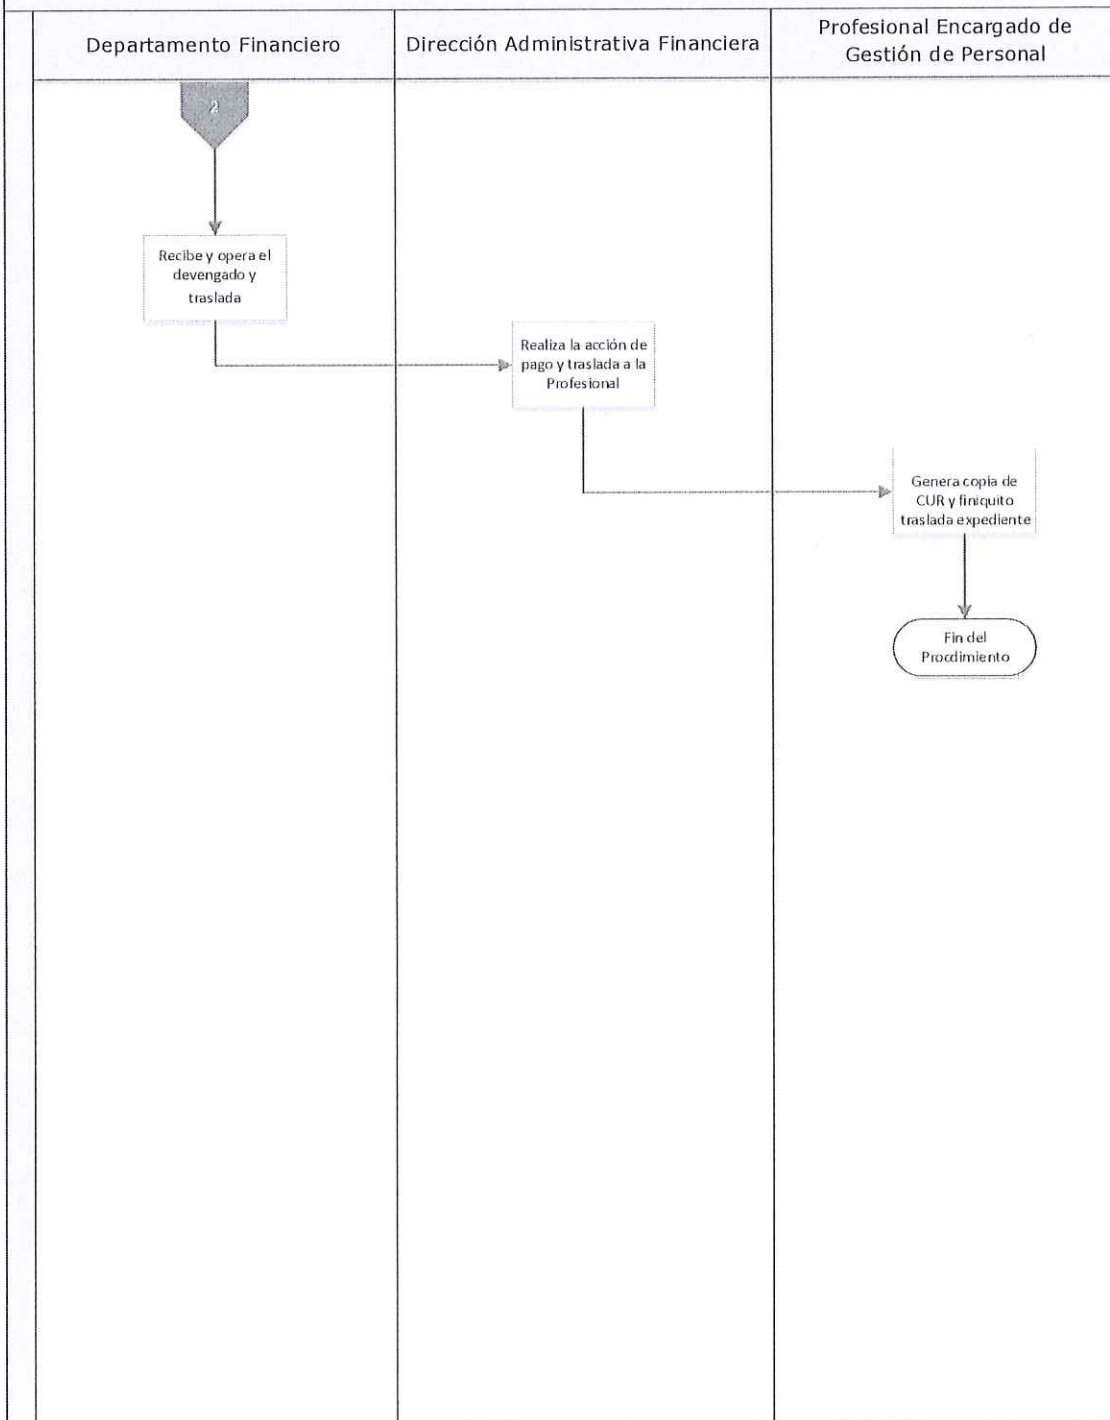 Departamento Financiero
Dirección Administrativa Financiera
Profesional Encargado de
Gestión de Personal
2
Recibe y opera el
devengado y
traslada
Realiza la acción de
pago y traslada a la
Profesional
Genera copia de
CUR y finiquito
traslada expediente
Fin del
Procdimiento